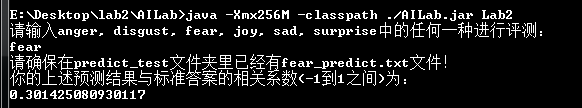 E:\Desktop\lab2\AILab>java -Xmx256M -classpath ./AILab.jar Lab2
请输入anger, disgust, fear, joy, sad, surprise中的任何一种进行评测:
fear
请确保在predict_test文件夹里已经有fear_predict.txt文件!
你的上述预测结果与标准答案的相关系数(-1到1之间)为:
0.301425080930117